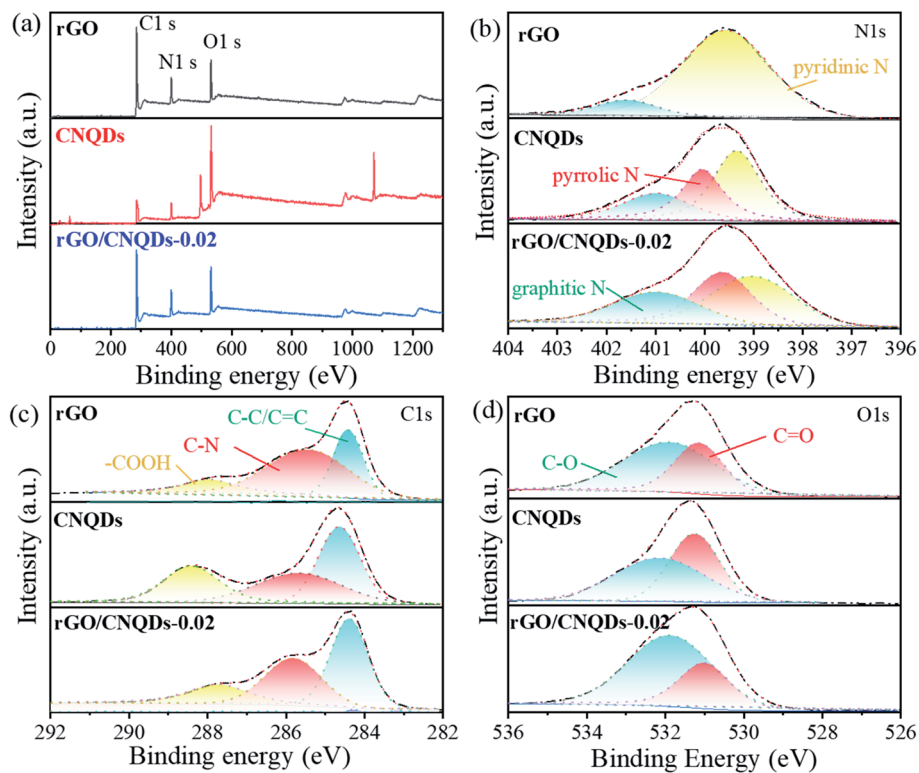 (a)
rGO
C1 s
N1 s
O1 s
CNQDs
rGO/CNQDs-0.02
Intensity (a.u.)
0 200 400 600 800 1000 1200
Binding energy (eV)
(b)
N1s
rGO
pyridinic N
CNQDs
pyrrolic N
rGO/CNQDs-0.02
graphitic N
Intensity (a.u.)
404 403 402 401 400 399 398 397 396
Binding energy (eV)
(c)
C1s
rGO
C-C/C=C
C-N
-COOH
CNQDs
rGO/CNQDs-0.02
Intensity (a.u.)
292 290 288 286 284 282
Binding energy (eV)
(d)
O1s
rGO
C=O
C-O
CNQDs
rGO/CNQDs-0.02
Intensity (a.u.)
536 534 532 530 528 526
Binding Energy (eV)